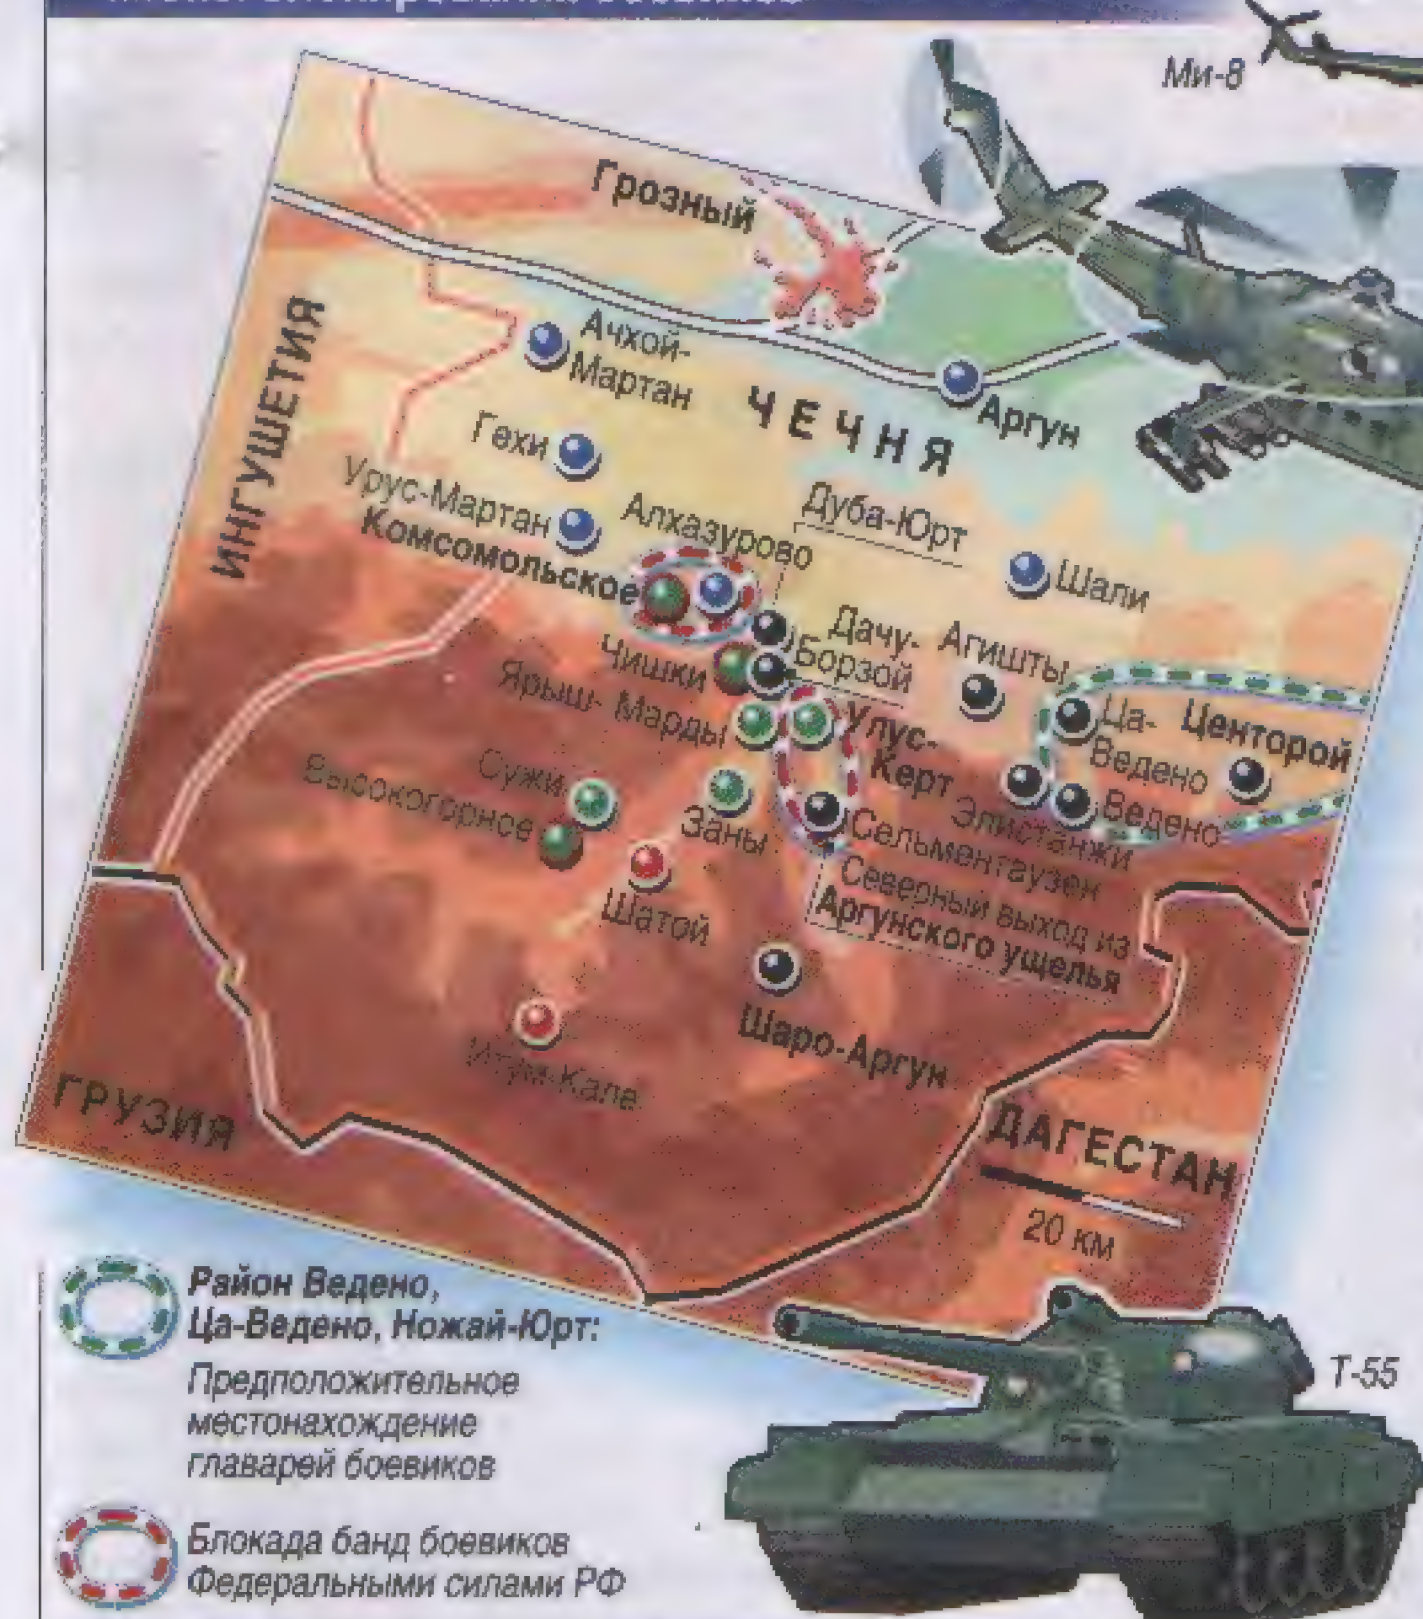 Ми-8
Грозный
ИНГУШЕТИЯ
Ачхой-
Мартан
ЧЕЧНЯ
Аргун
Гехи
Урус-Мартан
Алхазурово
Дуба-Юрт
Комсомольское
Шали
Чишки
Дачу-
Борзой
Агишты
Ярыш- Марды
Улус-
Керт
Ца-
Ведено
Центорой
Сужи
Высокогорное
Заны
Элистанжи
Ведено
Сельментаузен
Шатой
Северный выход из
Аргунского ущелья
Шаро-Аргун
Итум-Кале
ГРУЗИЯ
ДАГЕСТАН
20 км
Район Ведено,
Ца-Ведено, Ножай-Юрт:
Предположительное
местонахождение
главарей боевиков
Т-55
Блокада банд боевиков
Федеральными силами РФ